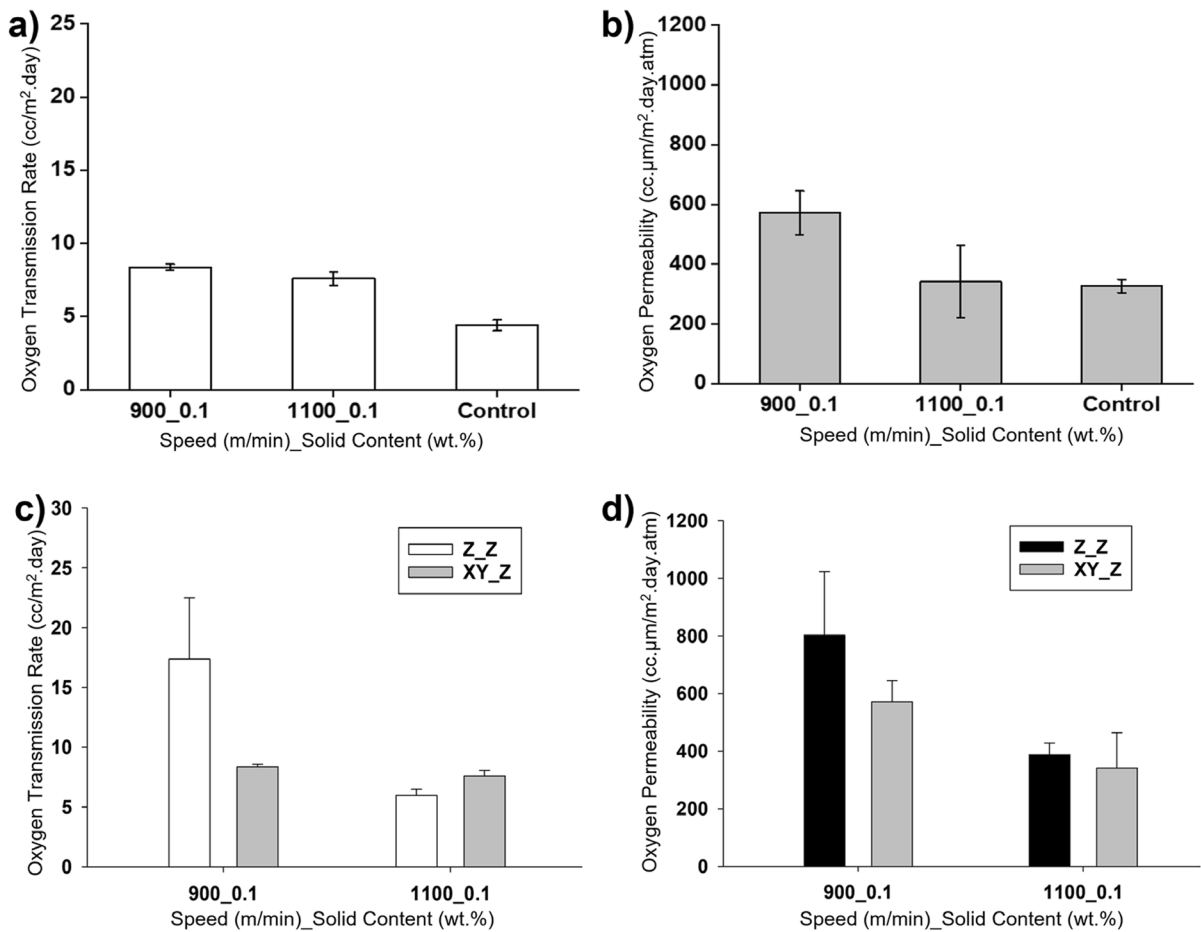 a)
Oxygen Transmission Rate (cc/m².day)
25
20
15
10
5
0
900_0.1
1100_0.1
Control
Speed (m/min)_Solid Content (wt.%)
b)
Oxygen Permeability (cc.μm/m².day.atm)
1200
1000
800
600
400
200
0
900_0.1
1100_0.1
Control
Speed (m/min)_Solid Content (wt.%)
c)
Oxygen Transmission Rate (cc/m².day)
30
25
20
15
10
5
0
Z_Z
XY_Z
900_0.1
1100_0.1
Speed (m/min)_Solid Content (wt.%)
d)
Oxygen Permeability (cc.μm/m².day.atm)
1200
1000
800
600
400
200
0
Z_Z
XY_Z
900_0.1
1100_0.1
Speed (m/min)_Solid Content (wt.%)